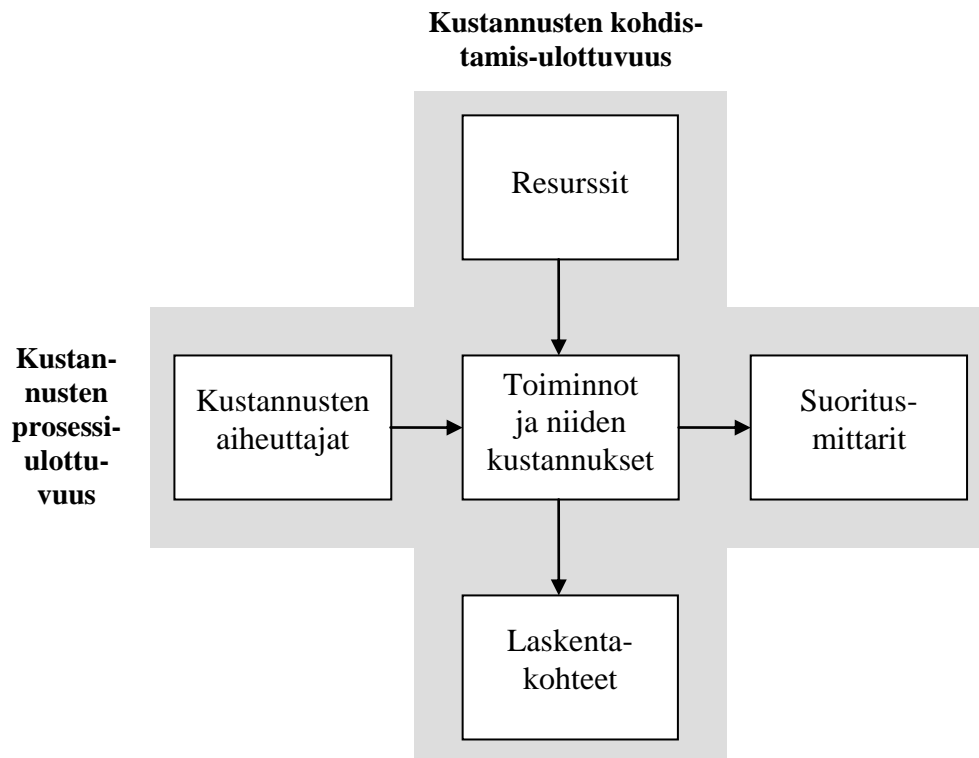 Kustannusten kohdis-
tamis-ulottuvuus
Resurssit
Kustan-
nusten
prosessi-
ulottu-
vuus
Kustannusten
aiheuttajat
Toiminnot
ja niiden
kustannukset
Suoritus-
mittarit
Laskenta-
kohteet